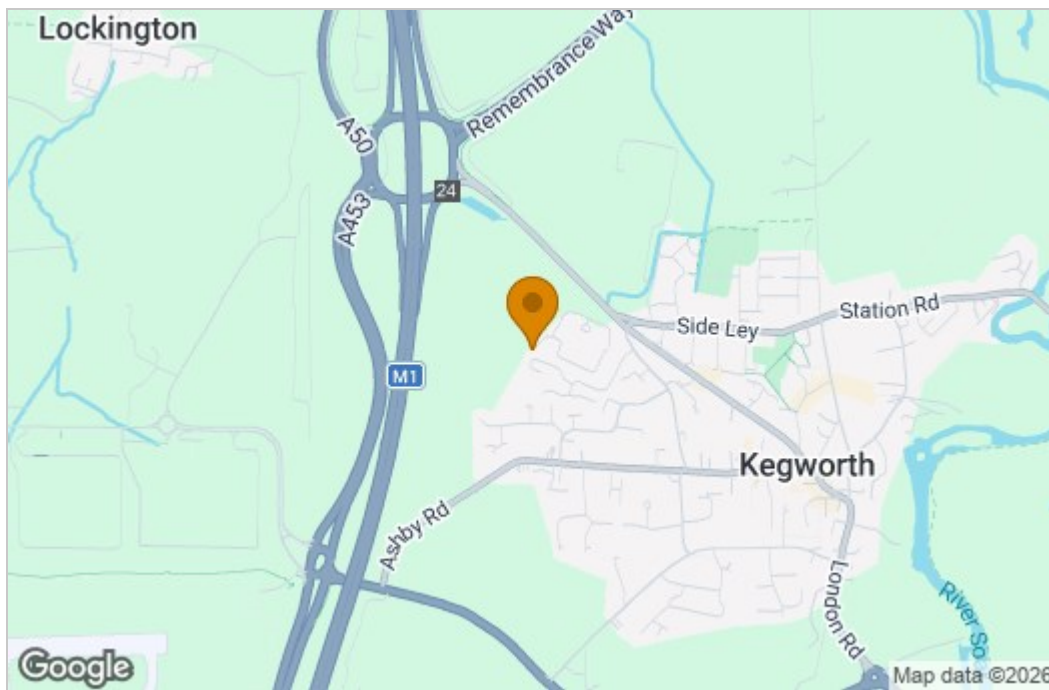 Lockington
Remembrance Way
A50
24
A453
Station Rd
Side Ley
M1
Kegworth
Ashby Rd
London Rd
River So
Google
Map data ©2026